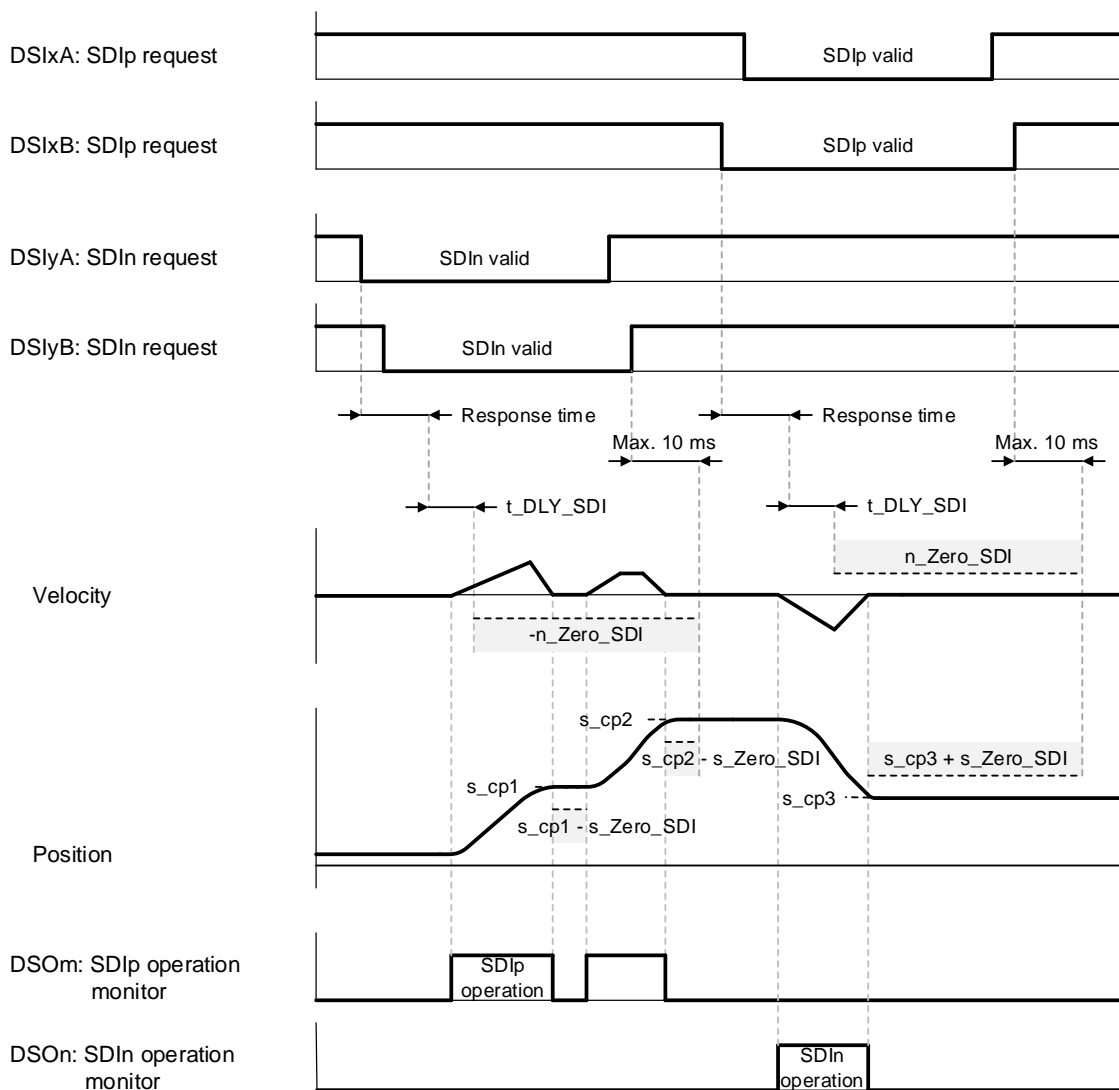 DSIxA: SDIp request
SDIp valid
DSIxB: SDIp request
SDIp valid
DSIyA: SDIn request
SDIn valid
DSIyB: SDIn request
SDIn valid
Response time
Response time
Max. 10 ms
Max. 10 ms
t_DLY_SDI
t_DLY_SDI
n_Zero_SDI
Velocity
-n_Zero_SDI
s_cp2
s_cp2 - s_Zero_SDI
s_cp3 + s_Zero_SDI
s_cp1
s_cp3
s_cp1 - s_Zero_SDI
Position
DSOm: SDIp operation
monitor
SDIp
operation
DSOn: SDIn operation
monitor
SDIn
operation